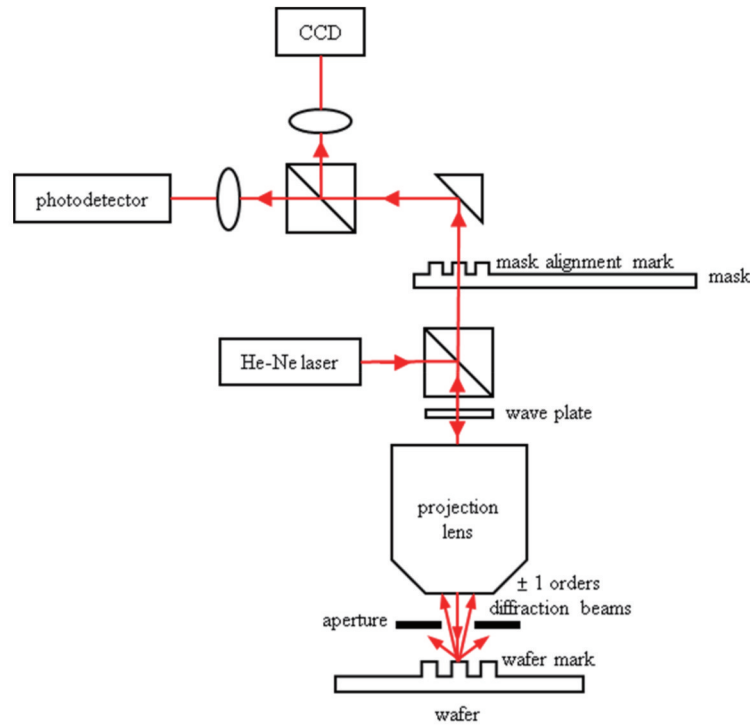 CCD
photodetector
mask alignment mark
mask
He-Ne laser
wave plate
projection
lens
± 1 orders
diffraction beams
aperture
wafer mark
wafer